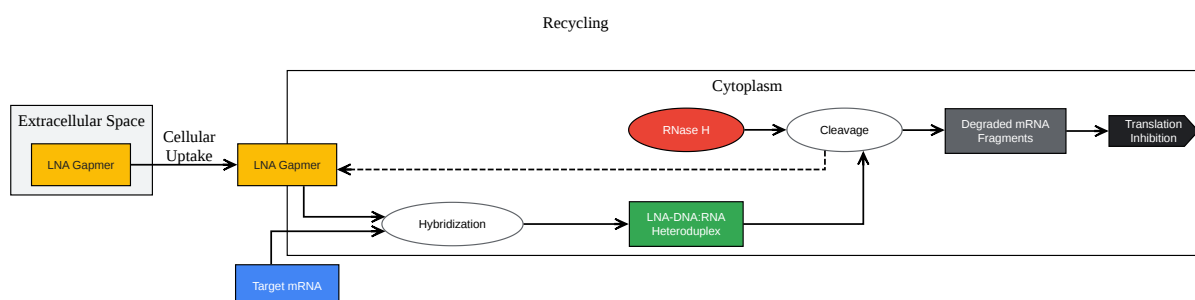 Recycling
Cytoplasm
Extracellular Space
LNA Gapmer
Cellular
Uptake
LNA Gapmer
RNase H
Cleavage
Degraded mRNA
Fragments
Translation
Inhibition
Hybridization
LNA-DNA:RNA
Heteroduplex
Target mRNA